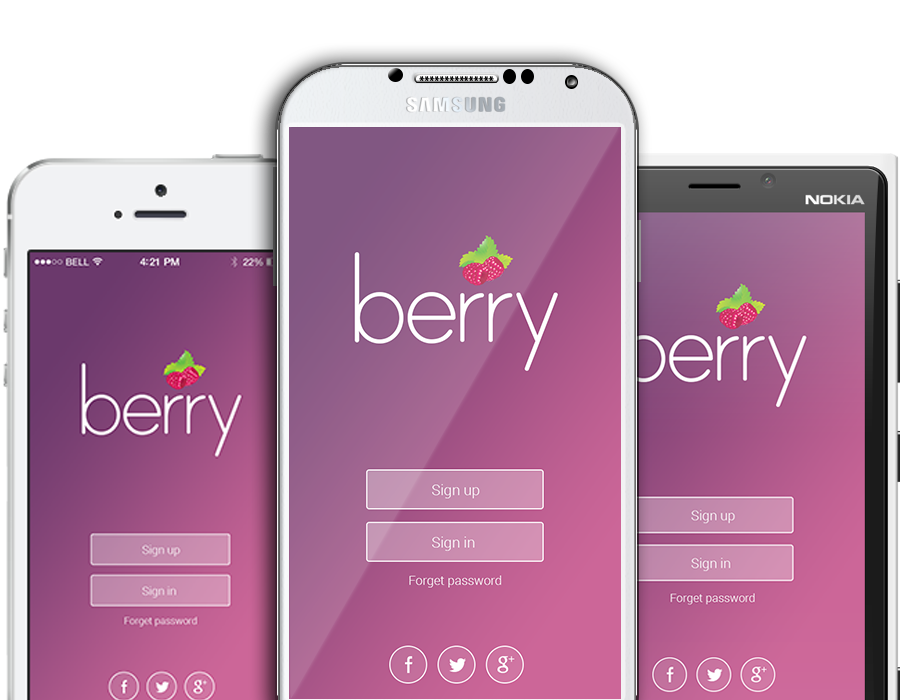 SAMSUNG
berry
Sign up
Sign in
Forget password
f
g+
BELL 4:21 PM 22%
berry
Sign up
Sign in
Forget password
f
g+
NOKIA
berry
Sign up
Sign in
Forget password
f
g+